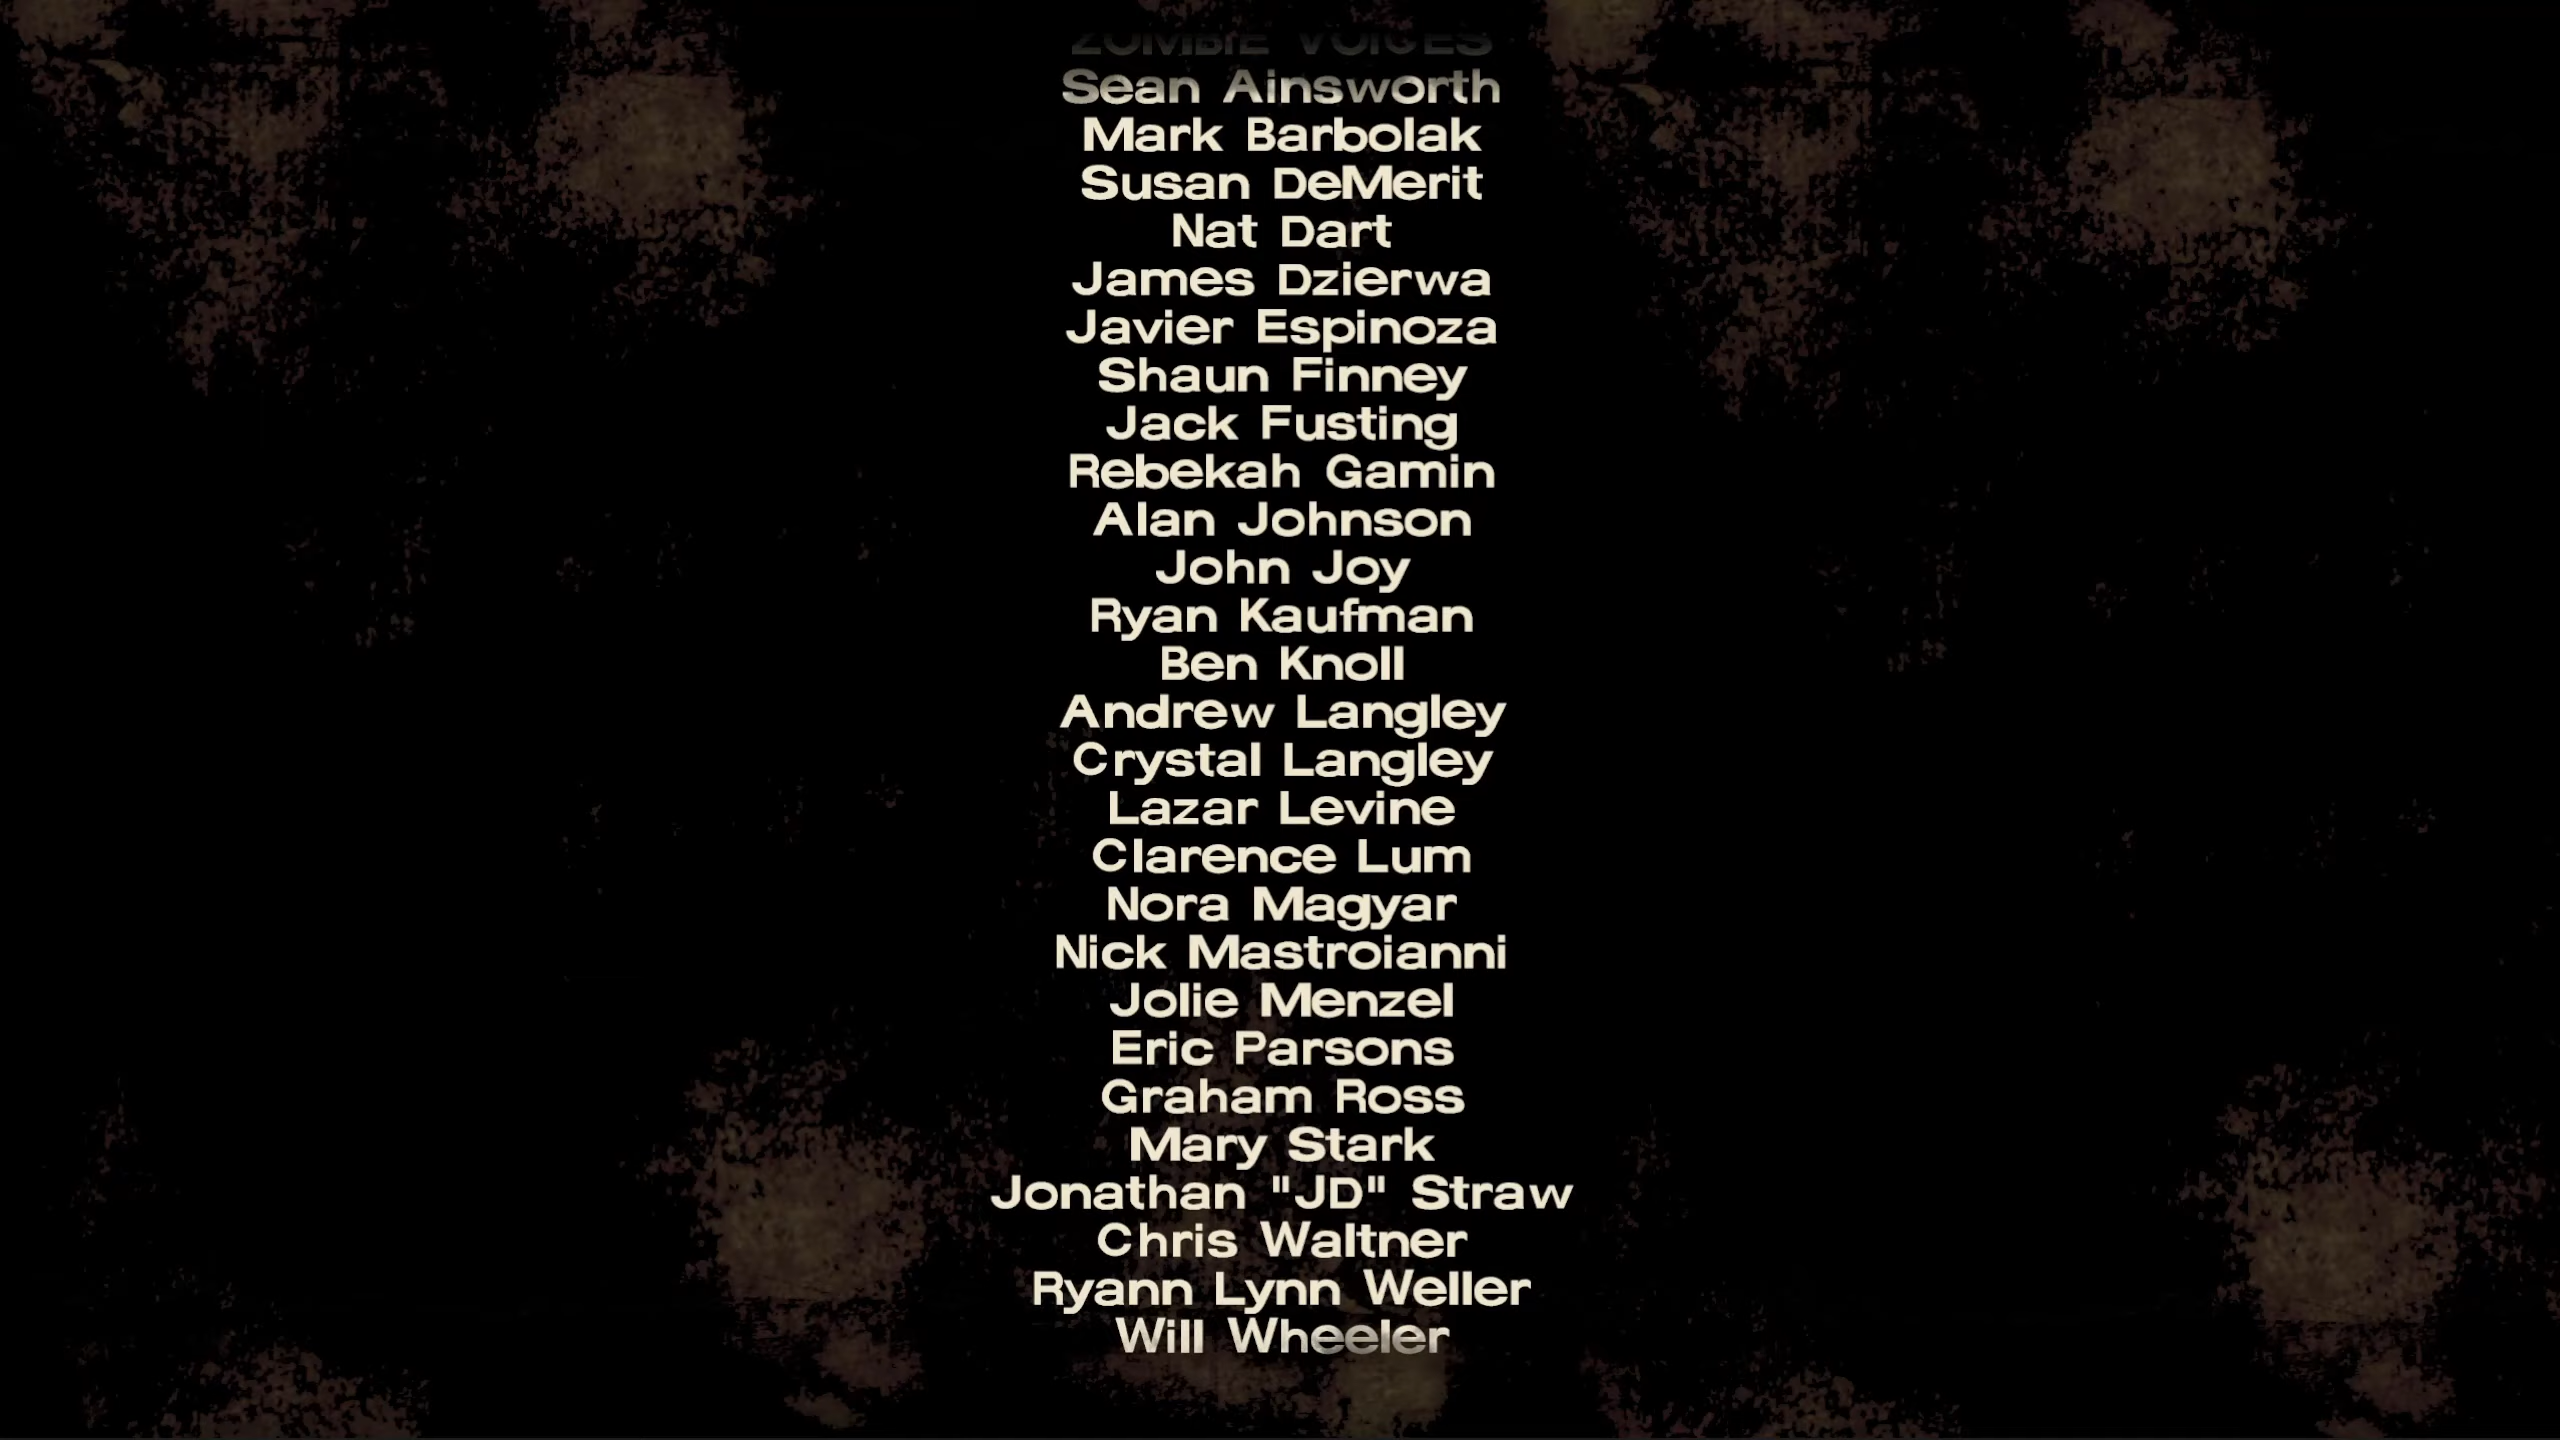 ZOMBIE VOICES
Sean Ainsworth
Mark Barbolak
Susan DeMerit
Nat Dart
James Dzierwa
Javier Espinoza
Shaun Finney
Jack Fusting
Rebekah Gamin
Alan Johnson
John Joy
Ryan Kaufman
Ben Knoll
Andrew Langley
Crystal Langley
Lazar Levine
Clarence Lum
Nora Magyar
Nick Mastroianni
Jolie Menzel
Eric Parsons
Graham Ross
Mary Stark
Jonathan "JD" Straw
Chris Waltner
Ryann Lynn Weller
Will Wheeler